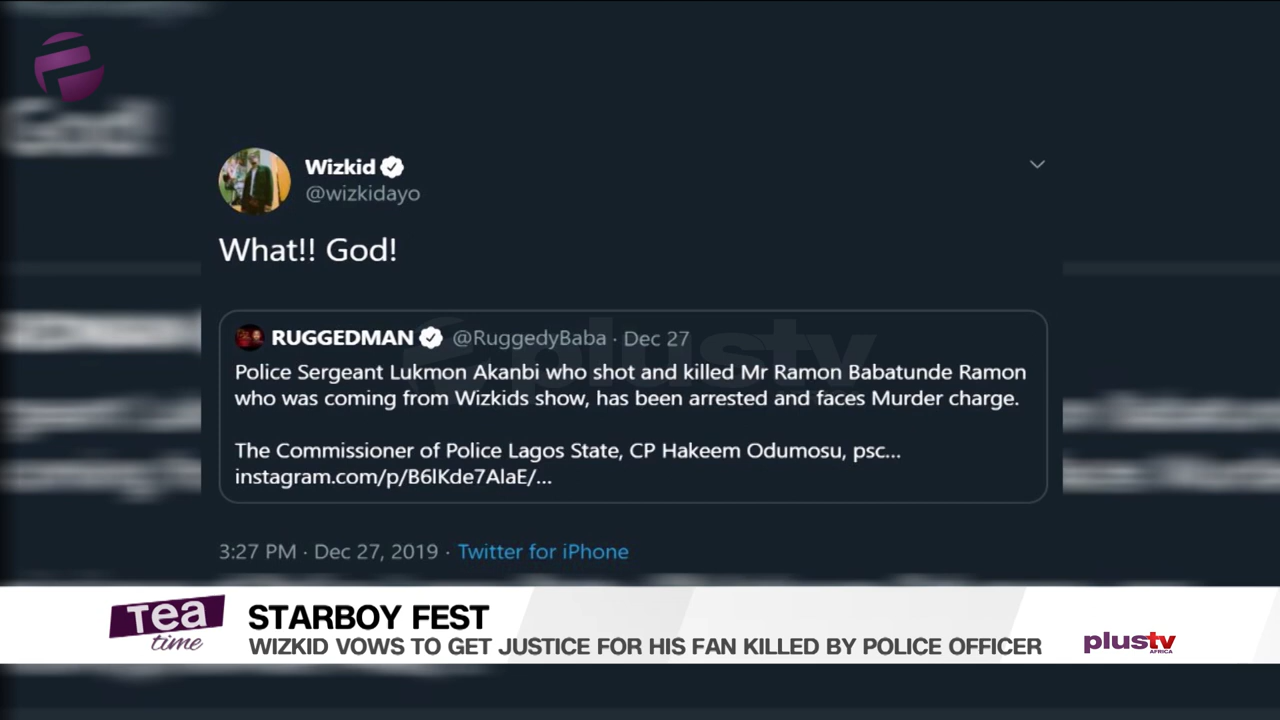 Wizkid
@wizkidayo
What!! God!
RUGGEDMAN @RuggedyBaba · Dec 27
Police Sergeant Lukmon Akanbi who shot and killed Mr Ramon Babatunde Ramon
who was coming from Wizkids show, has been arrested and faces Murder charge.
The Commissioner of Police Lagos State, CP Hakeem Odumosu, psc...
instagram.com/p/B6lKde7AlaE/...
3:27 PM · Dec 27, 2019 · Twitter for iPhone
plustv
Tea
time
STARBOY FEST
WIZKID VOWS TO GET JUSTICE FOR HIS FAN KILLED BY POLICE OFFICER
plustv
AFRICA
God!